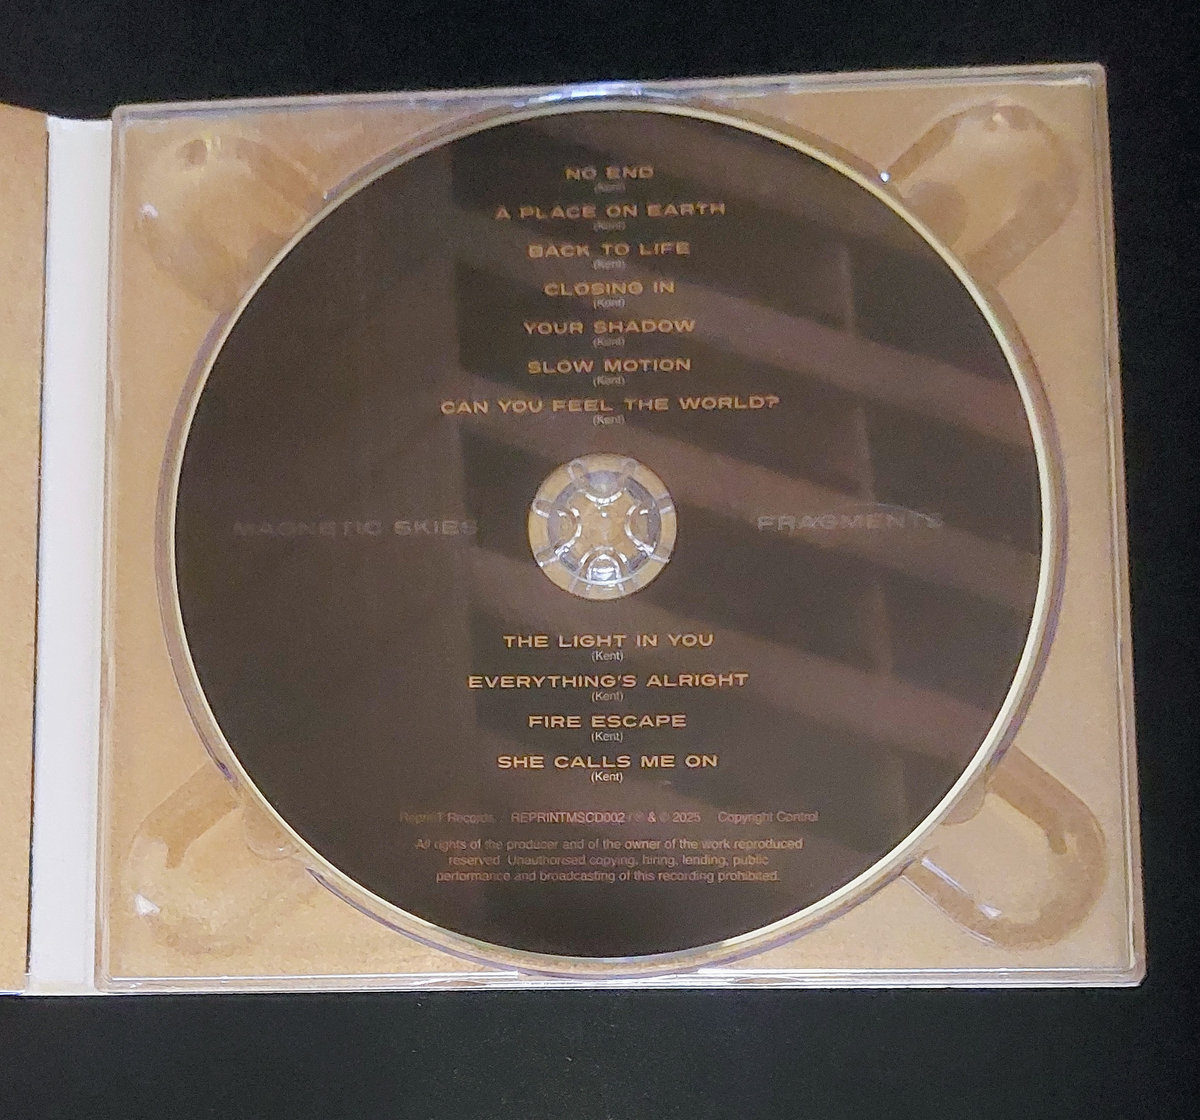 NO END
(Kent)
A PLACE ON EARTH
(Kent)
BACK TO LIFE
(Kent)
CLOSING IN
(Kent)
YOUR SHADOW
(Kent)
SLOW MOTION
(Kent)
CAN YOU FEEL THE WORLD?
(Kent)
MAGNETIC SKIES FRAGMENTS
THE LIGHT IN YOU
(Kent)
EVERYTHING'S ALRIGHT
(Kent)
FIRE ESCAPE
(Kent)
SHE CALLS ME ON
(Kent)
ReprinT Records REPRINTMSCD002 / ℗ & © 2025 Copyright Control
All rights of the producer and of the owner of the work reproduced
reserved. Unauthorised copying, hiring, lending, public
performance and broadcasting of this recording prohibited.